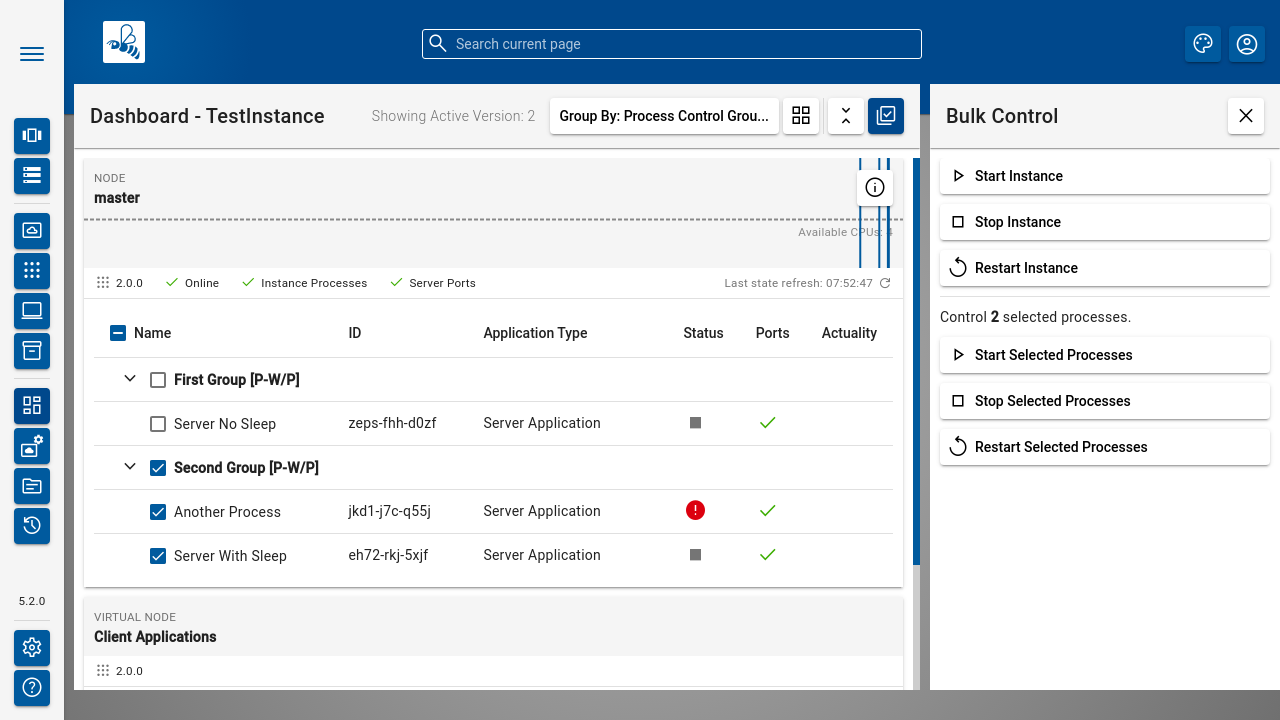 Search current page
Dashboard - TestInstance
Showing Active Version: 2
Group By: Process Control Grou...
NODE
master
Available CPUs: 4
2.0.0
Online
Instance Processes
Server Ports
Last state refresh: 07:52:47
Name ID Application Type Status Ports Actuality
First Group [P-W/P]
Server No Sleep zeps-fhh-d0zf Server Application
Second Group [P-W/P]
Another Process jkd1-j7c-q55j Server Application
Server With Sleep eh72-rkj-5xjf Server Application
VIRTUAL NODE
Client Applications
2.0.0
Bulk Control
Start Instance
Stop Instance
Restart Instance
Control 2 selected processes.
Start Selected Processes
Stop Selected Processes
Restart Selected Processes
5.2.0